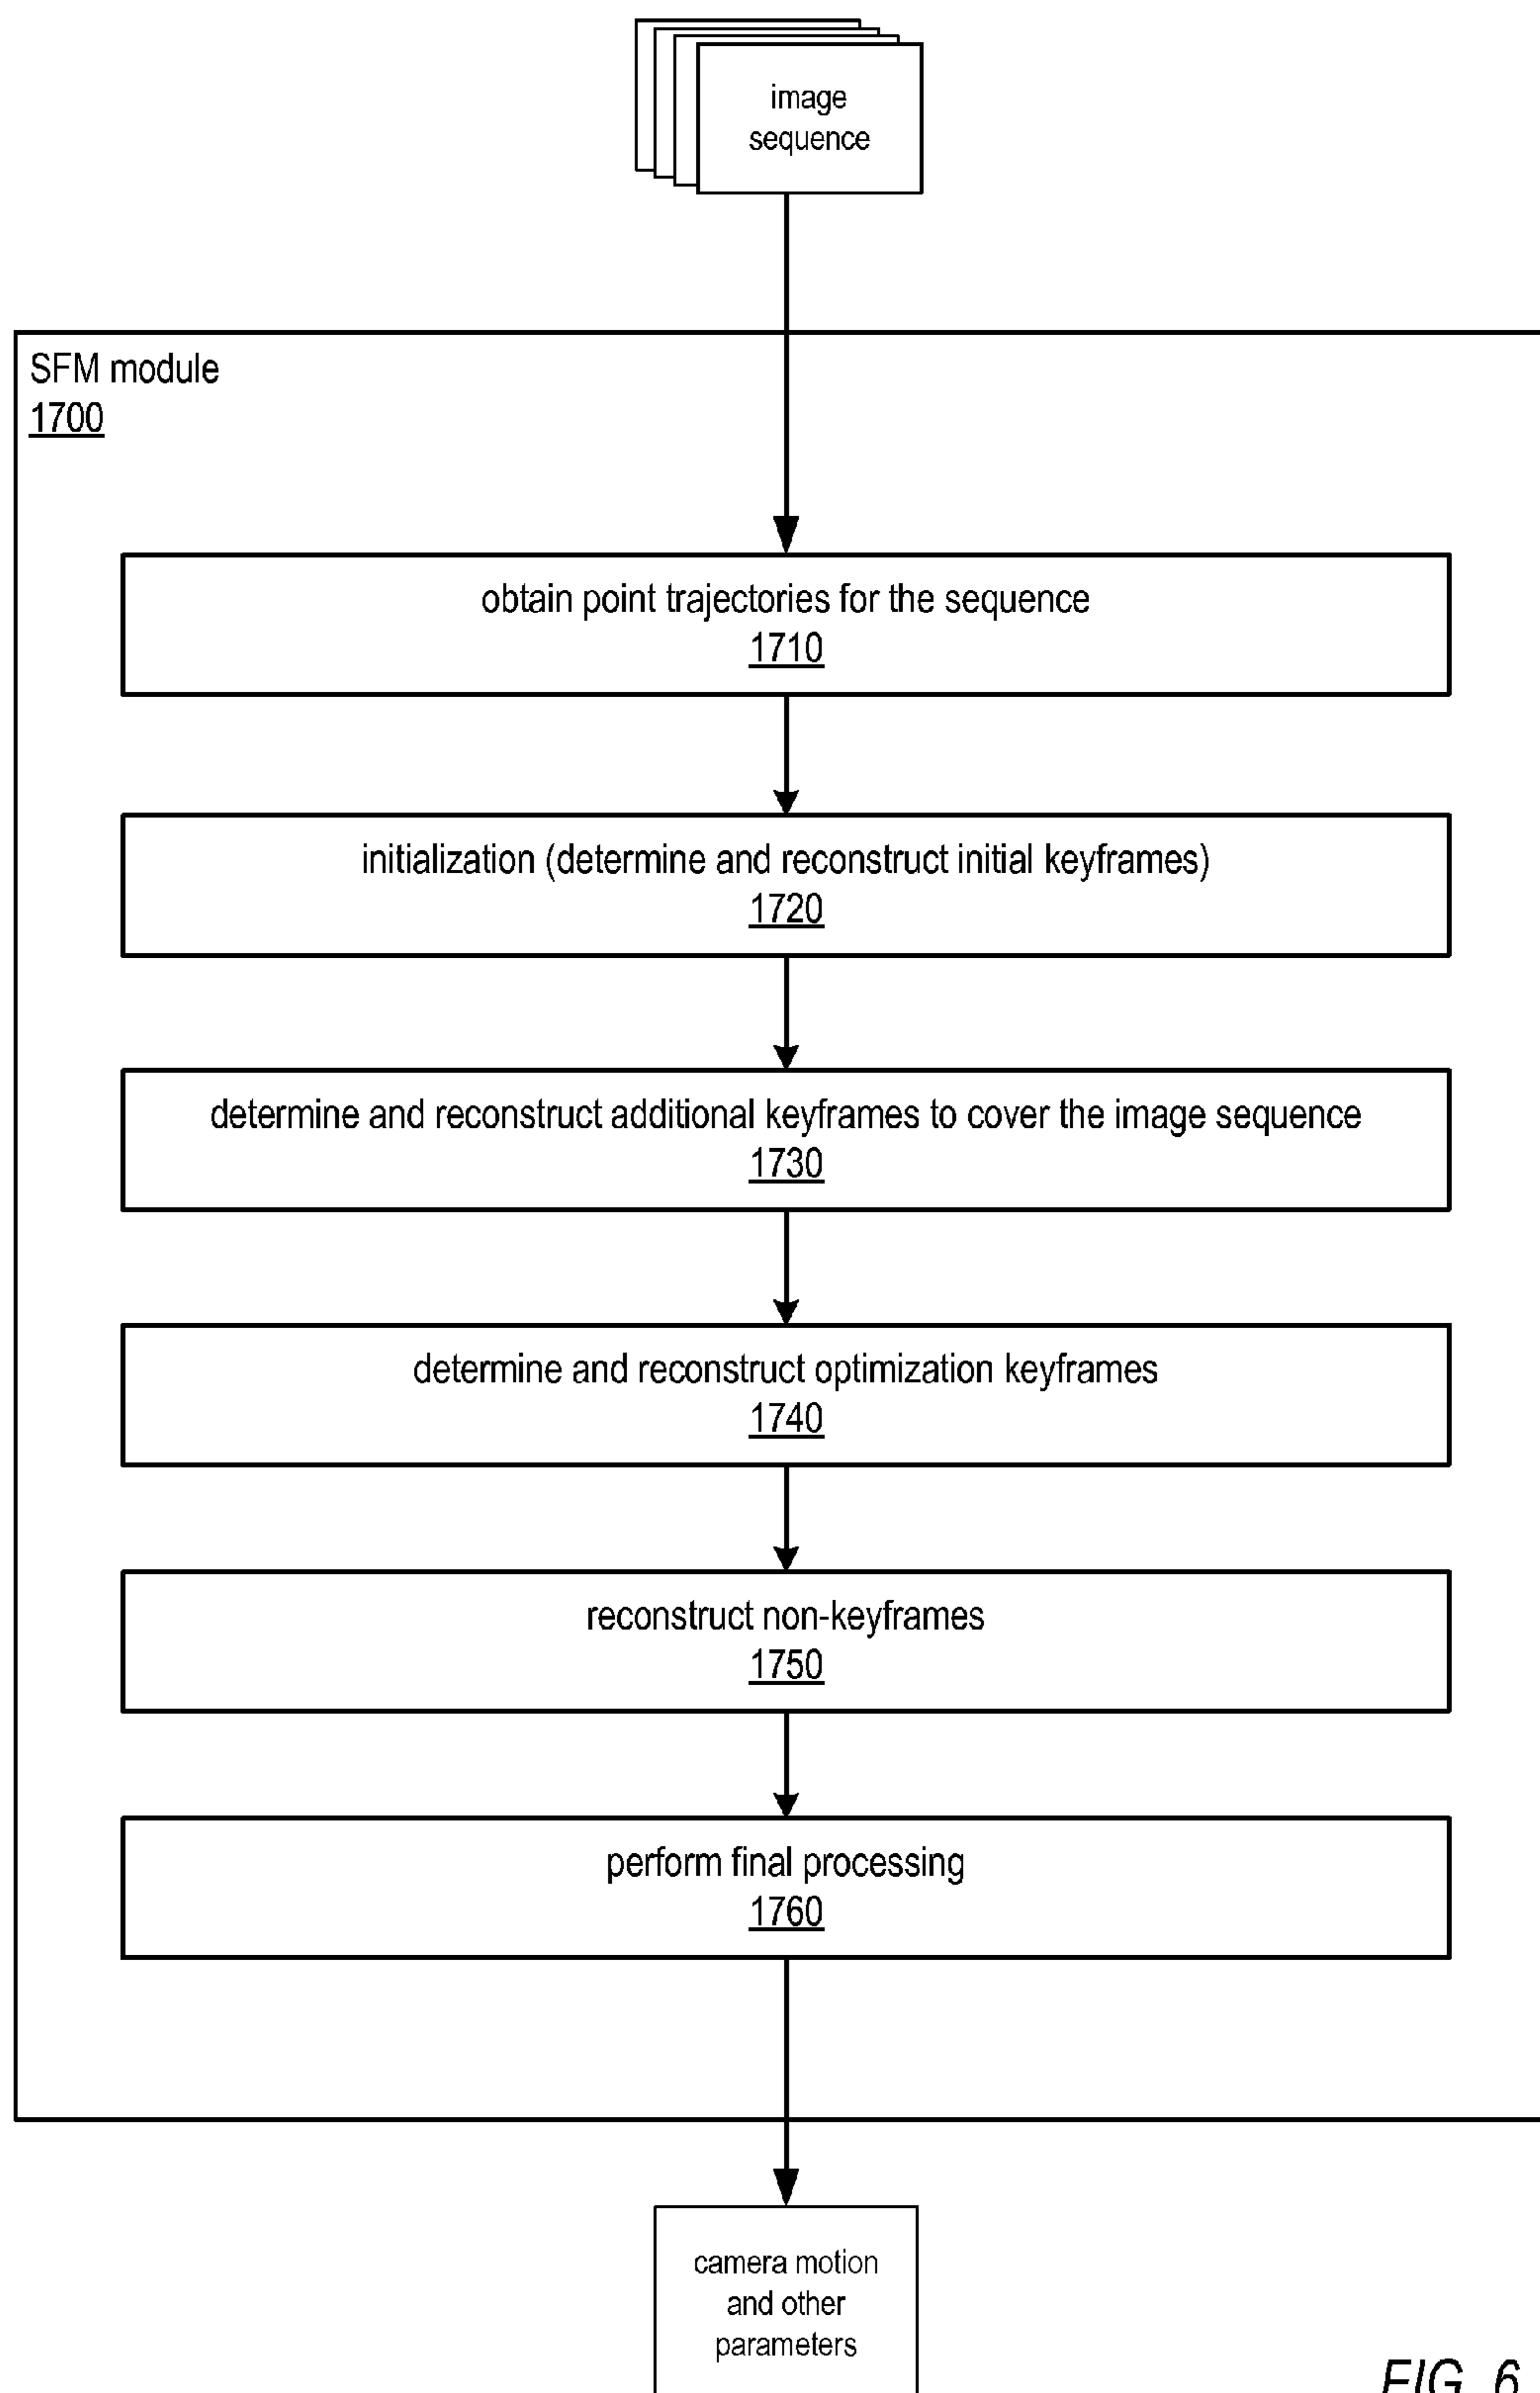 image
sequence
SFM module
1700
obtain point trajectories for the sequence
1710
initialization (determine and reconstruct initial keyframes)
1720
determine and reconstruct additional keyframes to cover the image sequence
1730
determine and reconstruct optimization keyframes
1740
reconstruct non-keyframes
1750
perform final processing
1760
camera motion
and other
parameters
FIG. 6